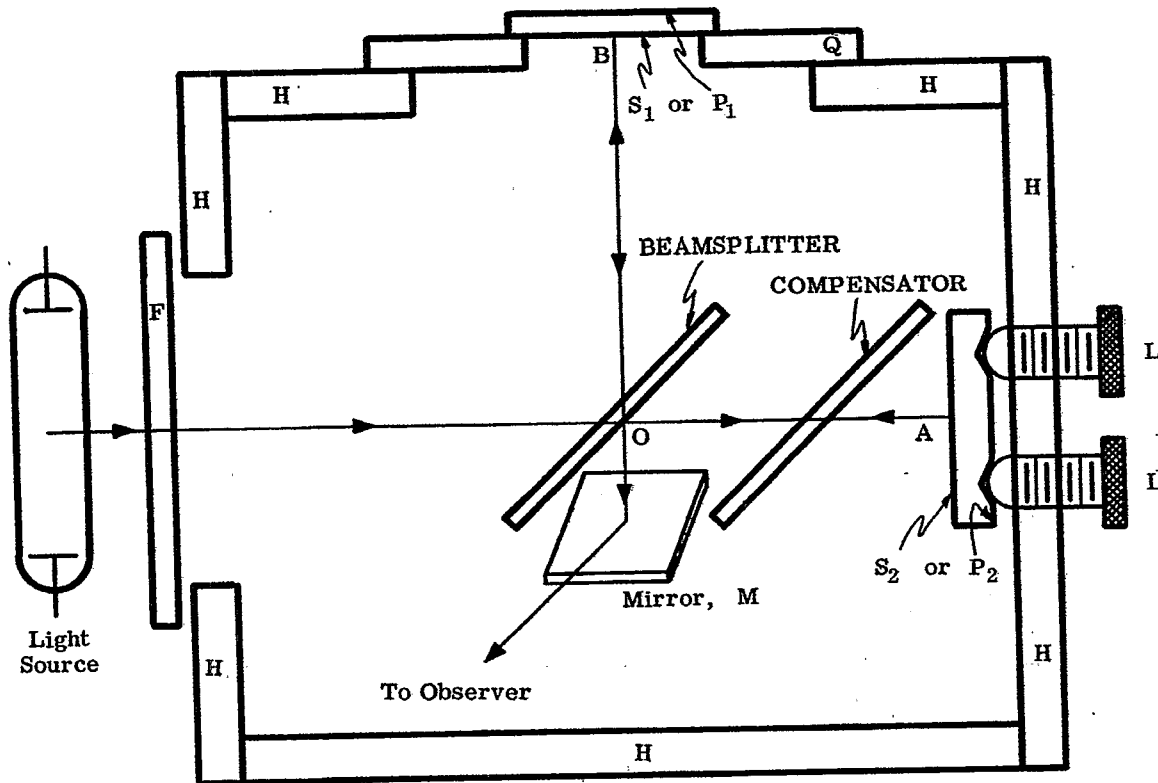 B
Q
H
H
S1 or P1
H
H
BEAMSPLITTER
COMPENSATOR
F
L
O
A
L
S2 or P2
Mirror, M
Light
Source
H
H
To Observer
H